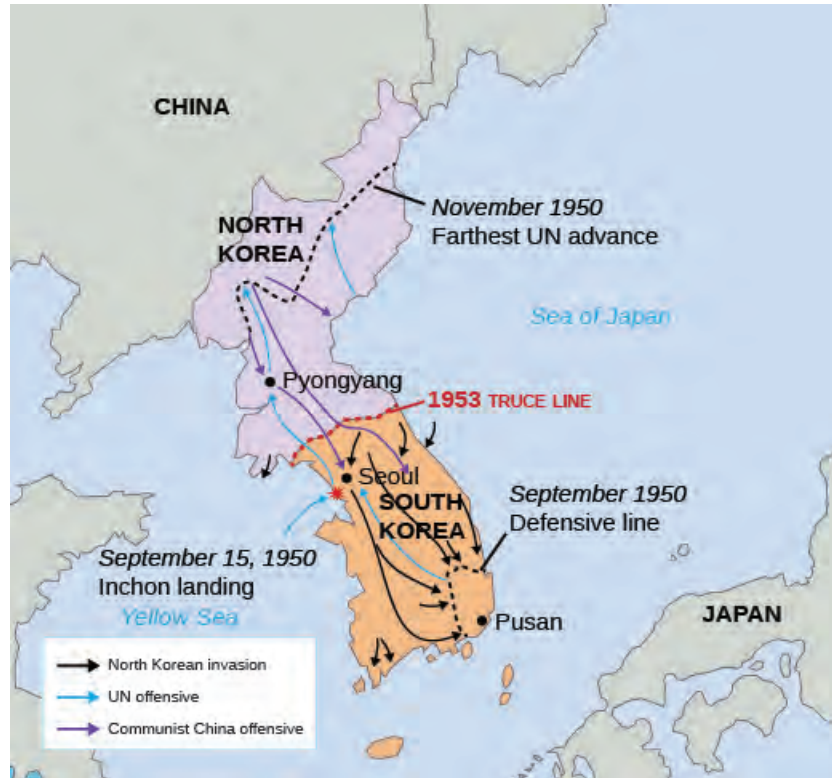 CHINA
November 1950
Farthest UN advance
NORTH
KOREA
Sea of Japan
Pyongyang
1953 TRUCE LINE
Seoul
SOUTH
KOREA
September 1950
Defensive line
September 15, 1950
Inchon landing
Yellow Sea
Pusan
JAPAN
North Korean invasion
UN offensive
Communist China offensive